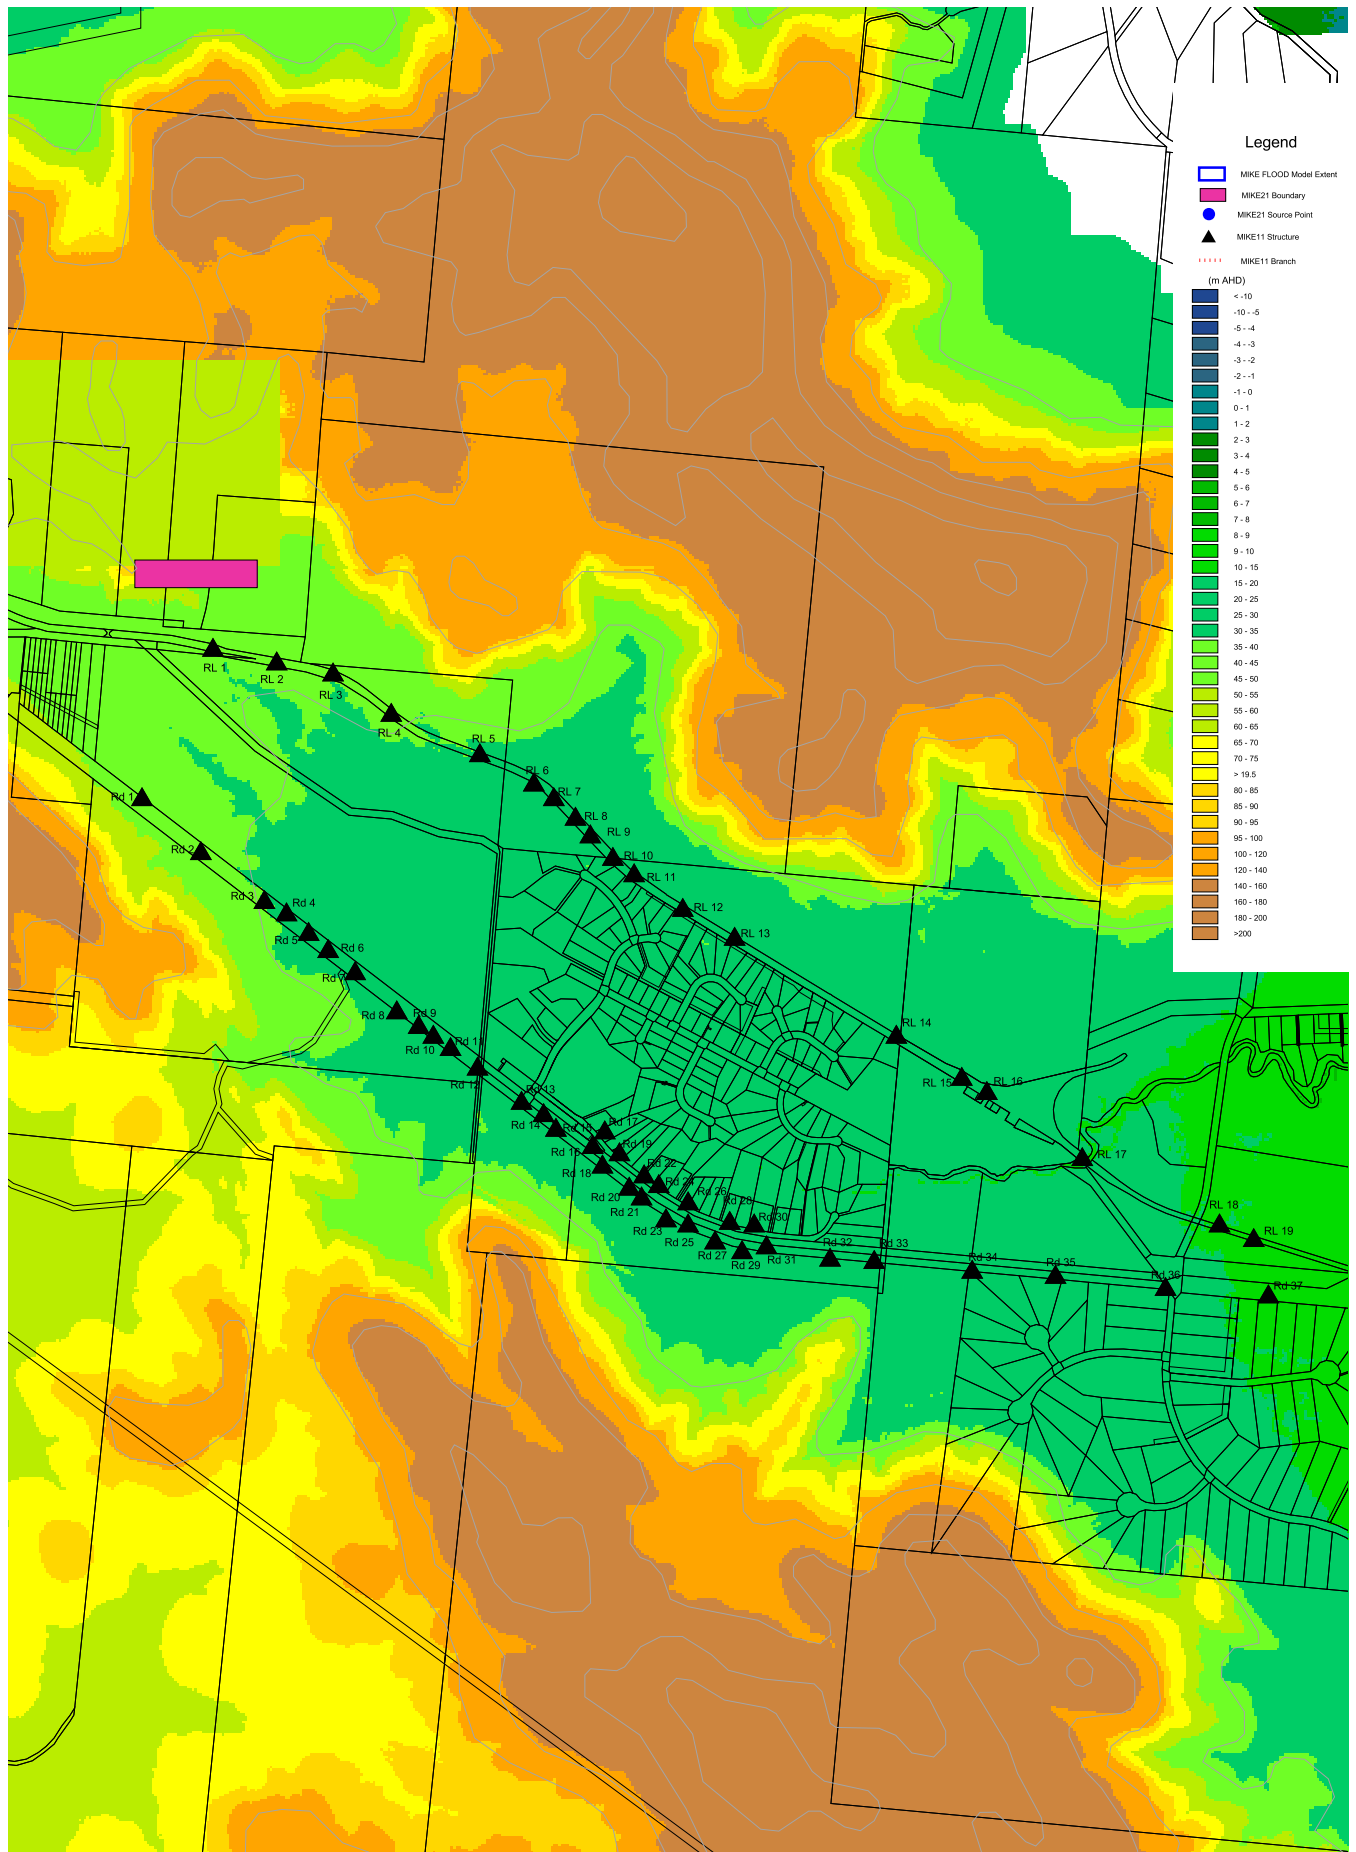 Legend
MIKE FLOOD Model Extent
MIKE21 Boundary
MIKE21 Source Point
MIKE11 Structure
MIKE11 Branch
(m AHD)
< -10
-10 - -5
-5 - -4
-4 - -3
-3 - -2
-2 - -1
-1 - 0
0 - 1
1 - 2
2 - 3
3 - 4
4 - 5
5 - 6
6 - 7
7 - 8
8 - 9
9 - 10
10 - 15
15 - 20
20 - 25
25 - 30
30 - 35
35 - 40
40 - 45
45 - 50
50 - 55
55 - 60
60 - 65
65 - 70
70 - 75
> 19.5
80 - 85
85 - 90
90 - 95
95 - 100
100 - 120
120 - 140
140 - 160
160 - 180
180 - 200
>200
RL 1
RL 2
RL 3
RL 4
RL 5
RL 6
RL 7
RL 8
RL 9
RL 10
RL 11
RL 12
RL 13
RL 14
RL 15
RL 16
RL 17
RL 18
RL 19
Rd 1
Rd 2
Rd 3
Rd 4
Rd 5
Rd 6
Rd 7
Rd 8
Rd 9
Rd 10
Rd 11
Rd 12
Rd 13
Rd 14
Rd 15
Rd 16
Rd 17
Rd 18
Rd 19
Rd 20
Rd 21
Rd 22
Rd 23
Rd 24
Rd 25
Rd 26
Rd 27
Rd 28
Rd 29
Rd 30
Rd 31
Rd 32
Rd 33
Rd 34
Rd 35
Rd 36
Rd 37